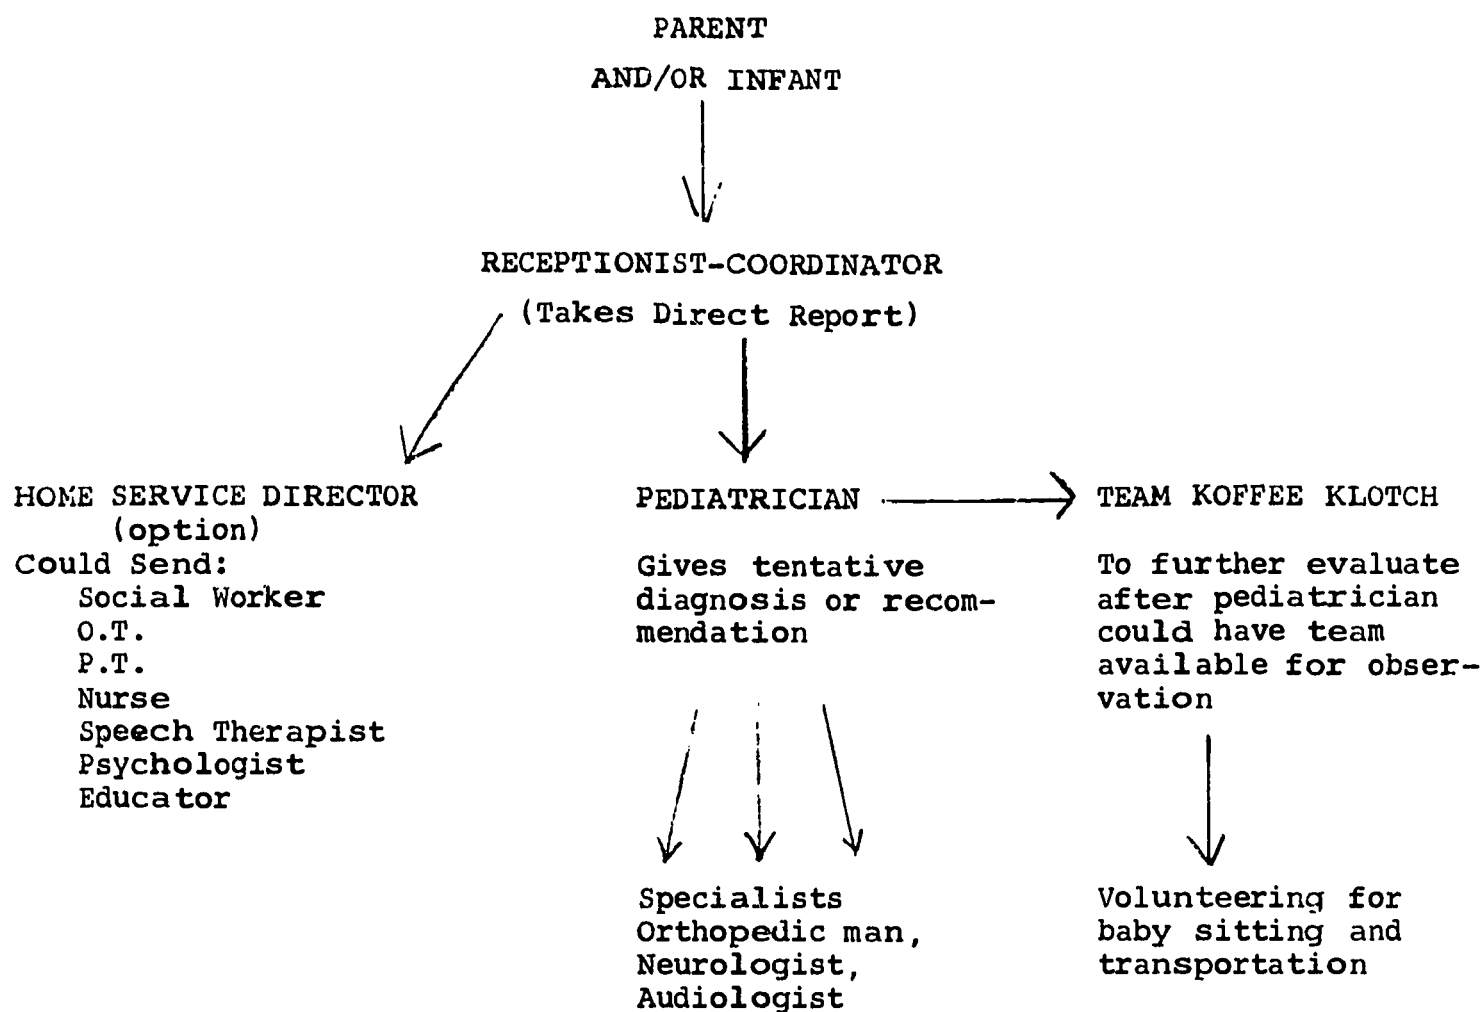 PARENT
AND/OR INFANT
RECEPTIONIST-COORDINATOR
(Takes Direct Report)
HOME SERVICE DIRECTOR
(option)
Could Send:
Social Worker
O.T.
P.T.
Nurse
Speech Therapist
Psychologist
Educator
PEDIATRICIAN
Gives tentative
diagnosis or recom-
mendation
Specialists
Orthopedic man,
Neurologist,
Audiologist
TEAM KOFFEE KLOTCH
To further evaluate
after pediatrician
could have team
available for obser-
vation
Volunteering for
baby sitting and
transportation